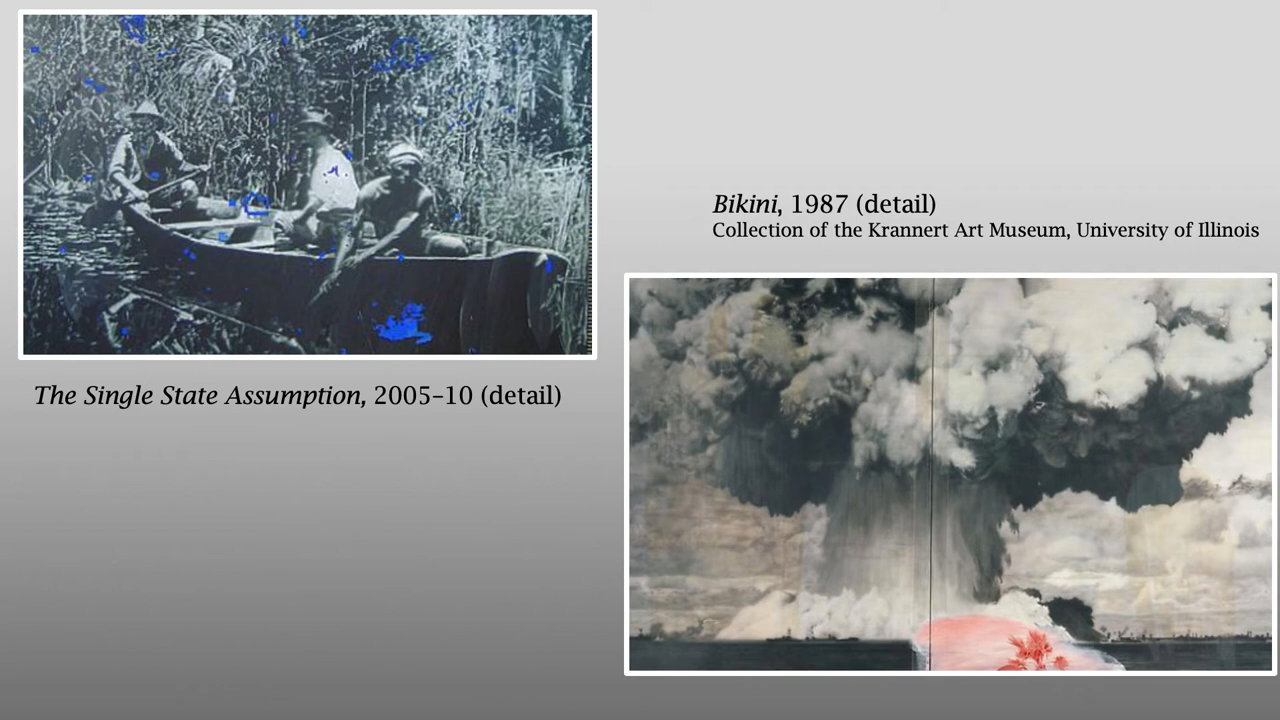 The Single State Assumption, 2005–10 (detail)
Bikini, 1987 (detail)
Collection of the Krannert Art Museum, University of Illinois